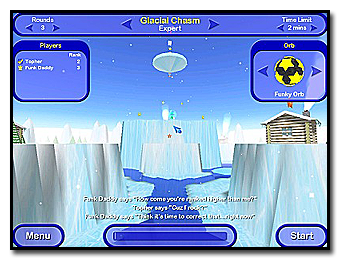 Rounds
3
Glacial Chasm
Expert
Time Limit
2 mins
Players
Rank
Topher 2
Funk Daddy 3
Orb
Funky Orb
Funk Daddy says "How come you're ranked higher than me?"
Topher says "Cuz I rock?"
Funk Daddy says "Think it's time to correct that...right now"
Menu
Start